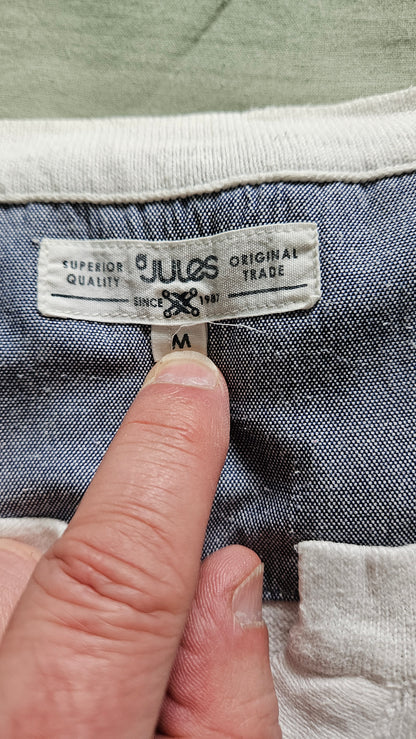 SUPERIOR QUALITY
JULES
ORIGINAL TRADE
SINCE 1987
M